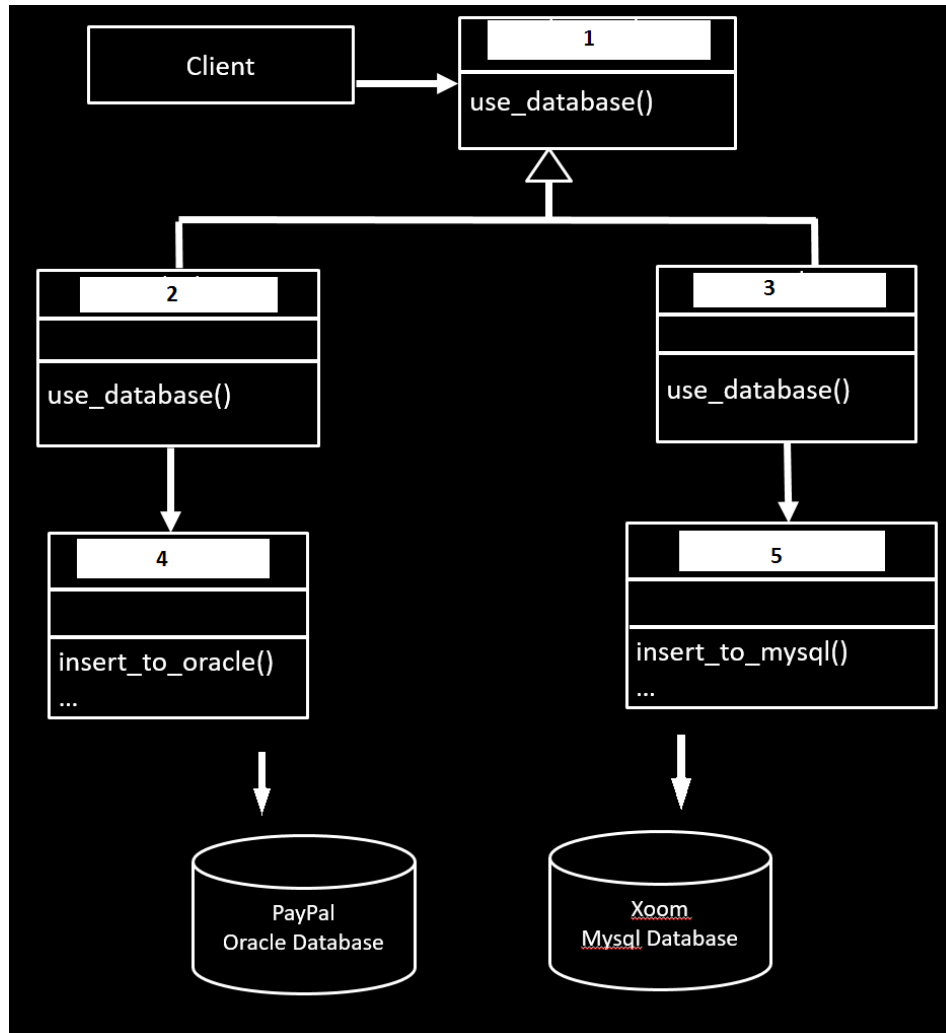 Client
1
use_database()
2
3
use_database()
use_database()
4
5
insert_to_oracle()
...
insert_to_mysql()
...
PayPal
Oracle Database
Xoom
Mysql Database